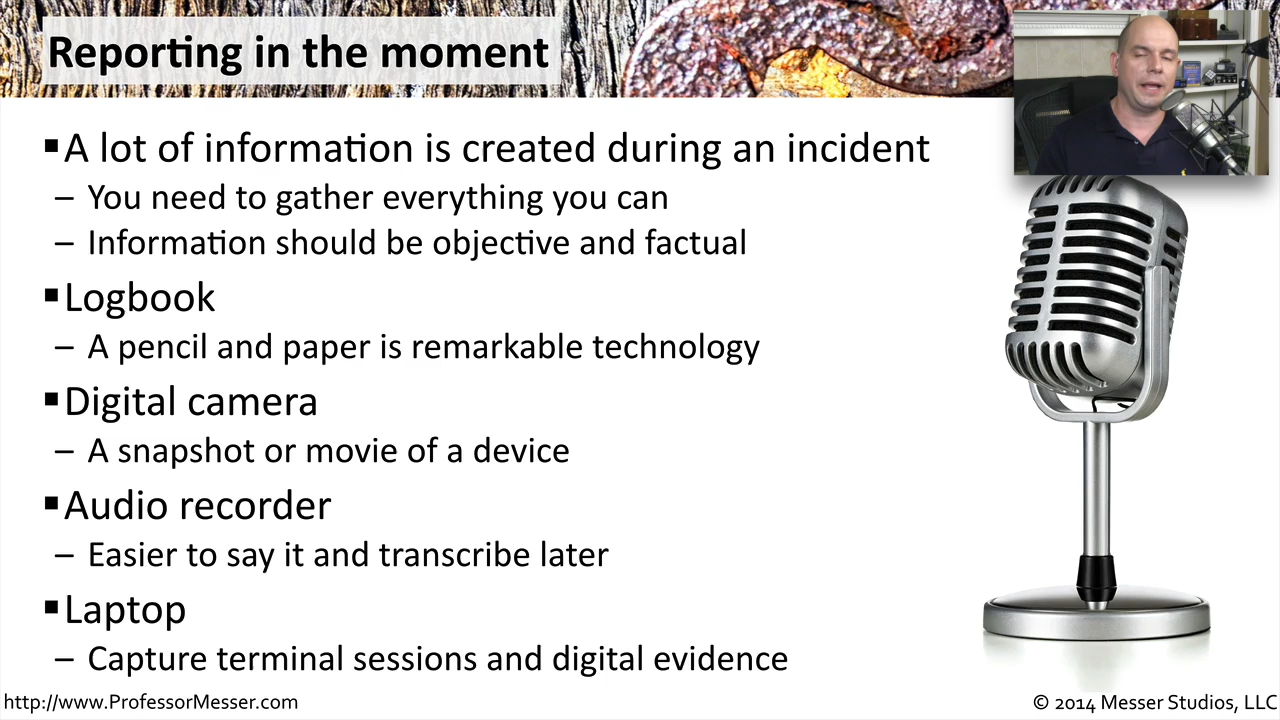 Reporting in the moment
▪A lot of information is created during an incident
– You need to gather everything you can
– Information should be objective and factual
▪Logbook
– A pencil and paper is remarkable technology
▪Digital camera
– A snapshot or movie of a device
▪Audio recorder
– Easier to say it and transcribe later
▪Laptop
– Capture terminal sessions and digital evidence
http://www.ProfessorMesser.com
© 2014 Messer Studios, LLC